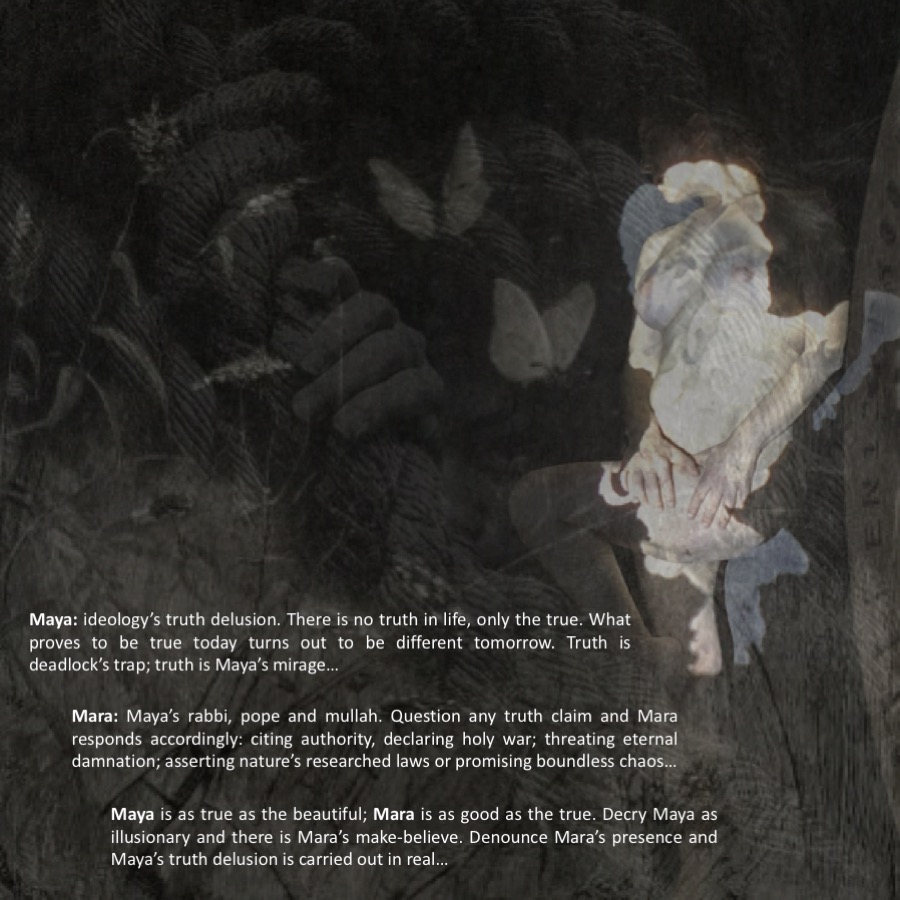 Maya: ideology’s truth delusion. There is no truth in life, only the true. What
proves to be true today turns out to be different tomorrow. Truth is
deadlock’s trap; truth is Maya’s mirage…
Mara: Maya’s rabbi, pope and mullah. Question any truth claim and Mara
responds accordingly: citing authority, declaring holy war; threating eternal
damnation; asserting nature’s researched laws or promising boundless chaos…
Maya is as true as the beautiful; Mara is as good as the true. Decry Maya as
illusionary and there is Mara’s make-believe. Denounce Mara’s presence and
Maya’s truth delusion is carried out in real…